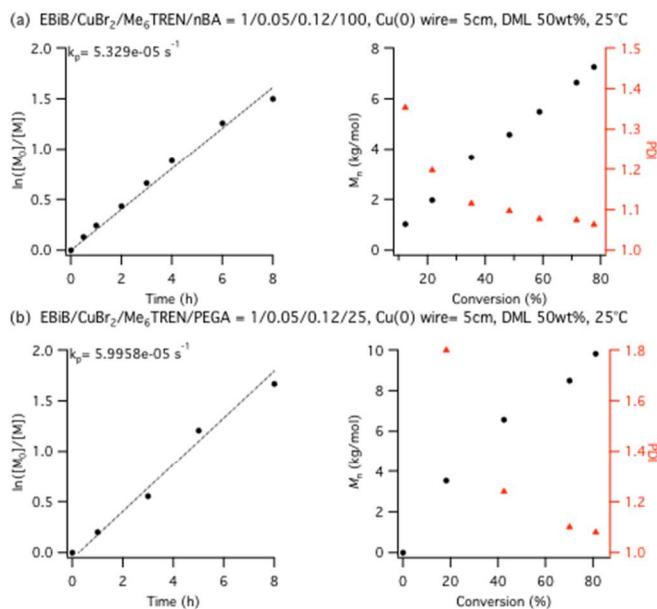 (a) EBiB/CuBr₂/Me₆TREN/nBA = 1/0.05/0.12/100, Cu(0) wire= 5cm, DML 50wt%, 25°C
kₚ= 5.329e-05 s⁻¹
2.0
1.5
1.0
0.5
0.0
ln([M₀]/[M])
0 2 4 6 8
Time (h)
8
6
4
2
0
Mₙ (kg/mol)
1.5
1.4
1.3
1.2
1.1
1.0
PDI
20 40 60 80
Conversion (%)
(b) EBiB/CuBr₂/Me₆TREN/PEGA = 1/0.05/0.12/25, Cu(0) wire= 5cm, DML 50wt%, 25°C
kₚ= 5.9958e-05 s⁻¹
2.0
1.5
1.0
0.5
0.0
ln([M₀]/[M])
0 2 4 6 8
Time (h)
10
8
6
4
2
0
Mₙ (kg/mol)
1.8
1.6
1.4
1.2
1.0
PDI
0 20 40 60 80
Conversion (%)